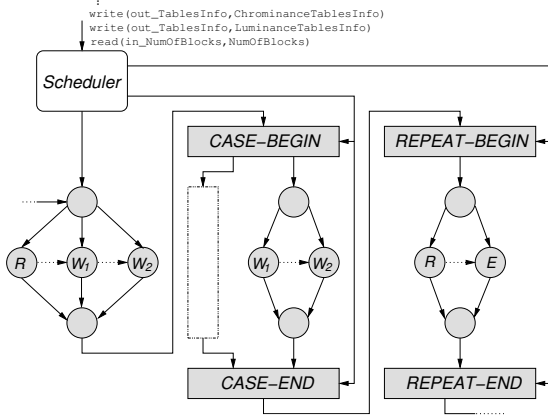 write(out_TablesInfo,ChrominanceTablesInfo)
write(out_TablesInfo,LuminanceTablesInfo)
read(in_NumOfBlocks,NumOfBlocks)
Scheduler
CASE-BEGIN
REPEAT-BEGIN
R
W1
W2
W1
W2
R
E
CASE-END
REPEAT-END